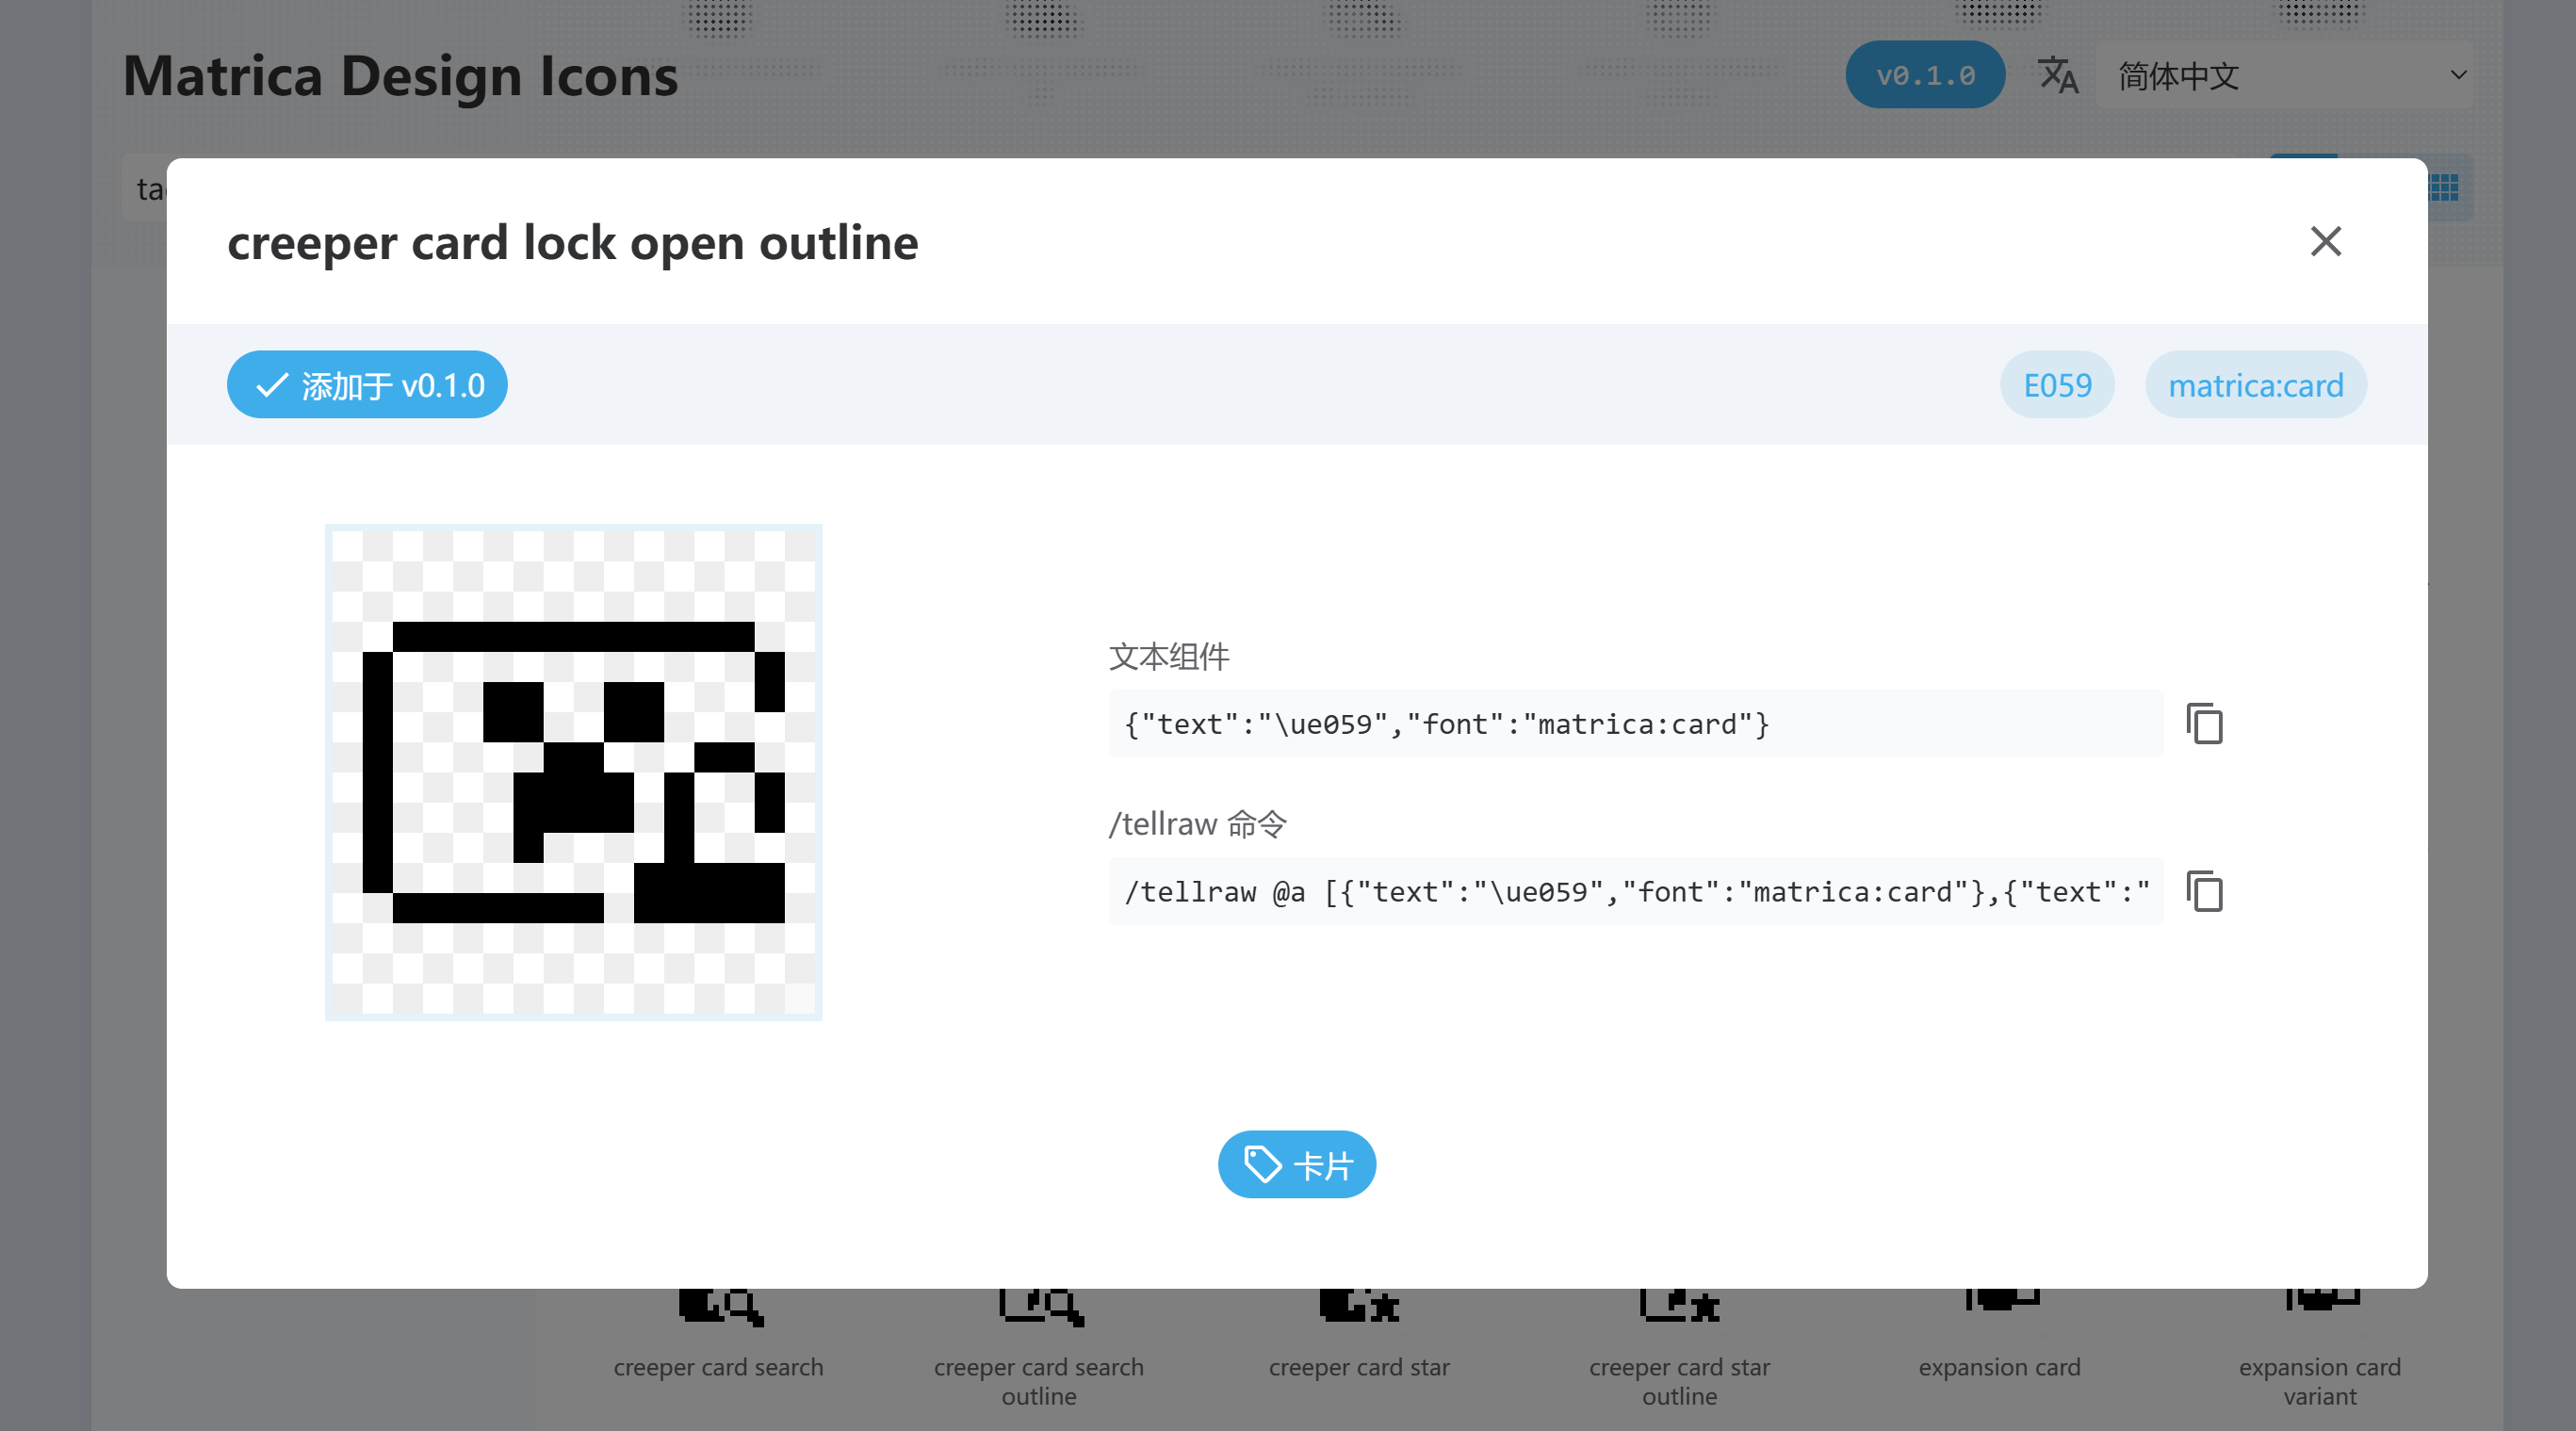 Matrica Design Icons
v0.1.0
简体中文
creeper card lock open outline
添加于 v0.1.0
E059
matrica:card
文本组件
{"text":"\ue059","font":"matrica:card"}
/tellraw 命令
/tellraw @a [{"text":"\ue059","font":"matrica:card"},{"text":"
卡片
creeper card search
creeper card search
outline
creeper card star
creeper card star
outline
expansion card
expansion card
variant